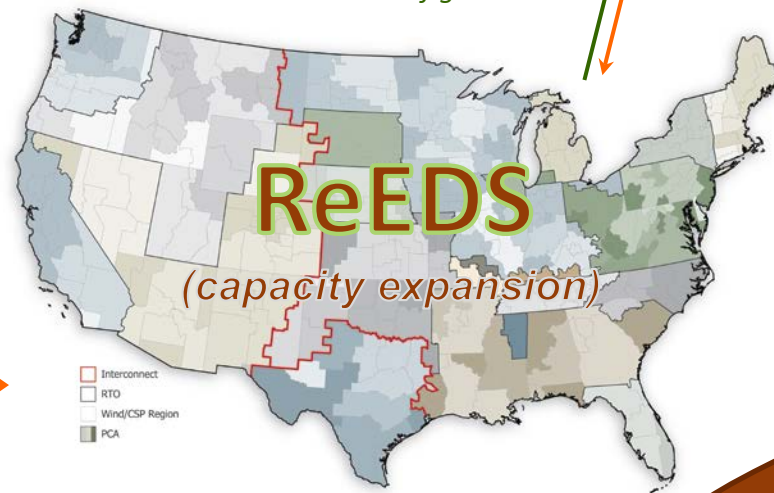 ReEDS
(capacity expansion)
Interconnect
RTO
Wind/CSP Region
PCA